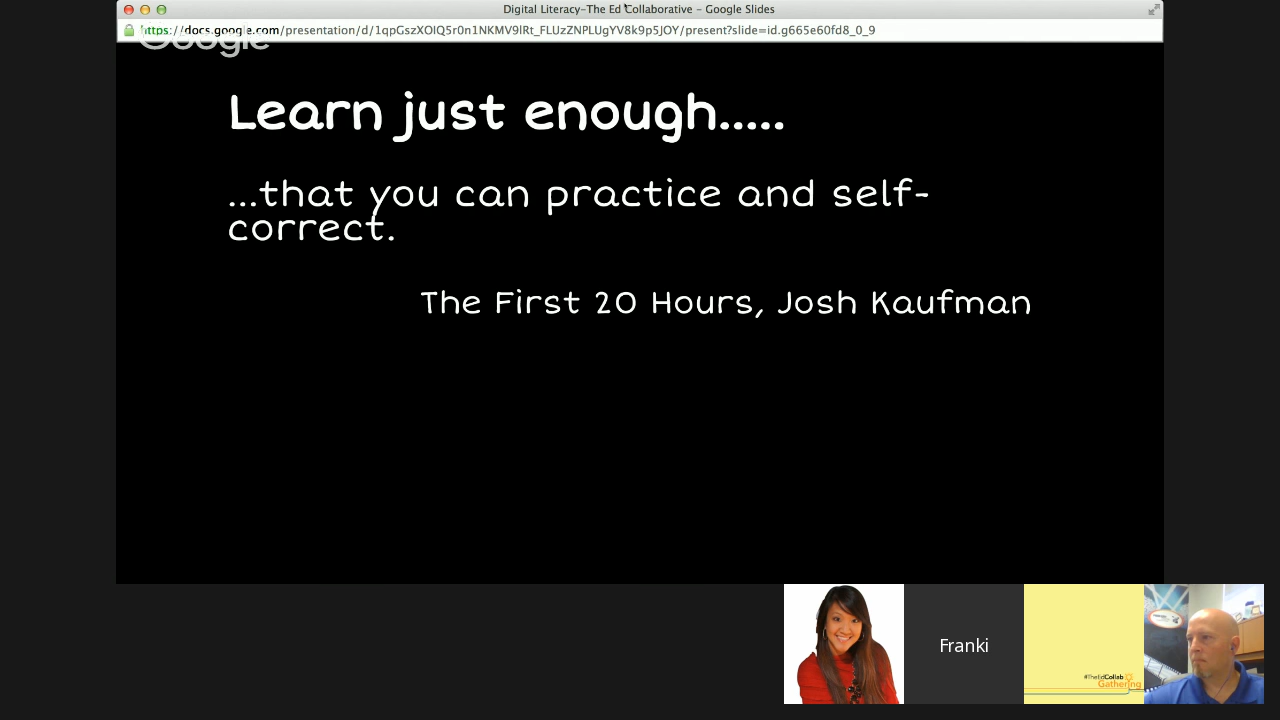 Digital Literacy-The Ed Collaborative - Google Slides
https://docs.google.com/presentation/d/1qpGszXOlQ5r0n1NKMV9lRt_FLUzZNPLUgYV8k9p5JOY/present?slide=id.g665e60fd8_0_9
Google
Learn just enough.....
...that you can practice and self-
correct.
The First 20 Hours, Josh Kaufman
Franki
#TheEdCollab
Gathering